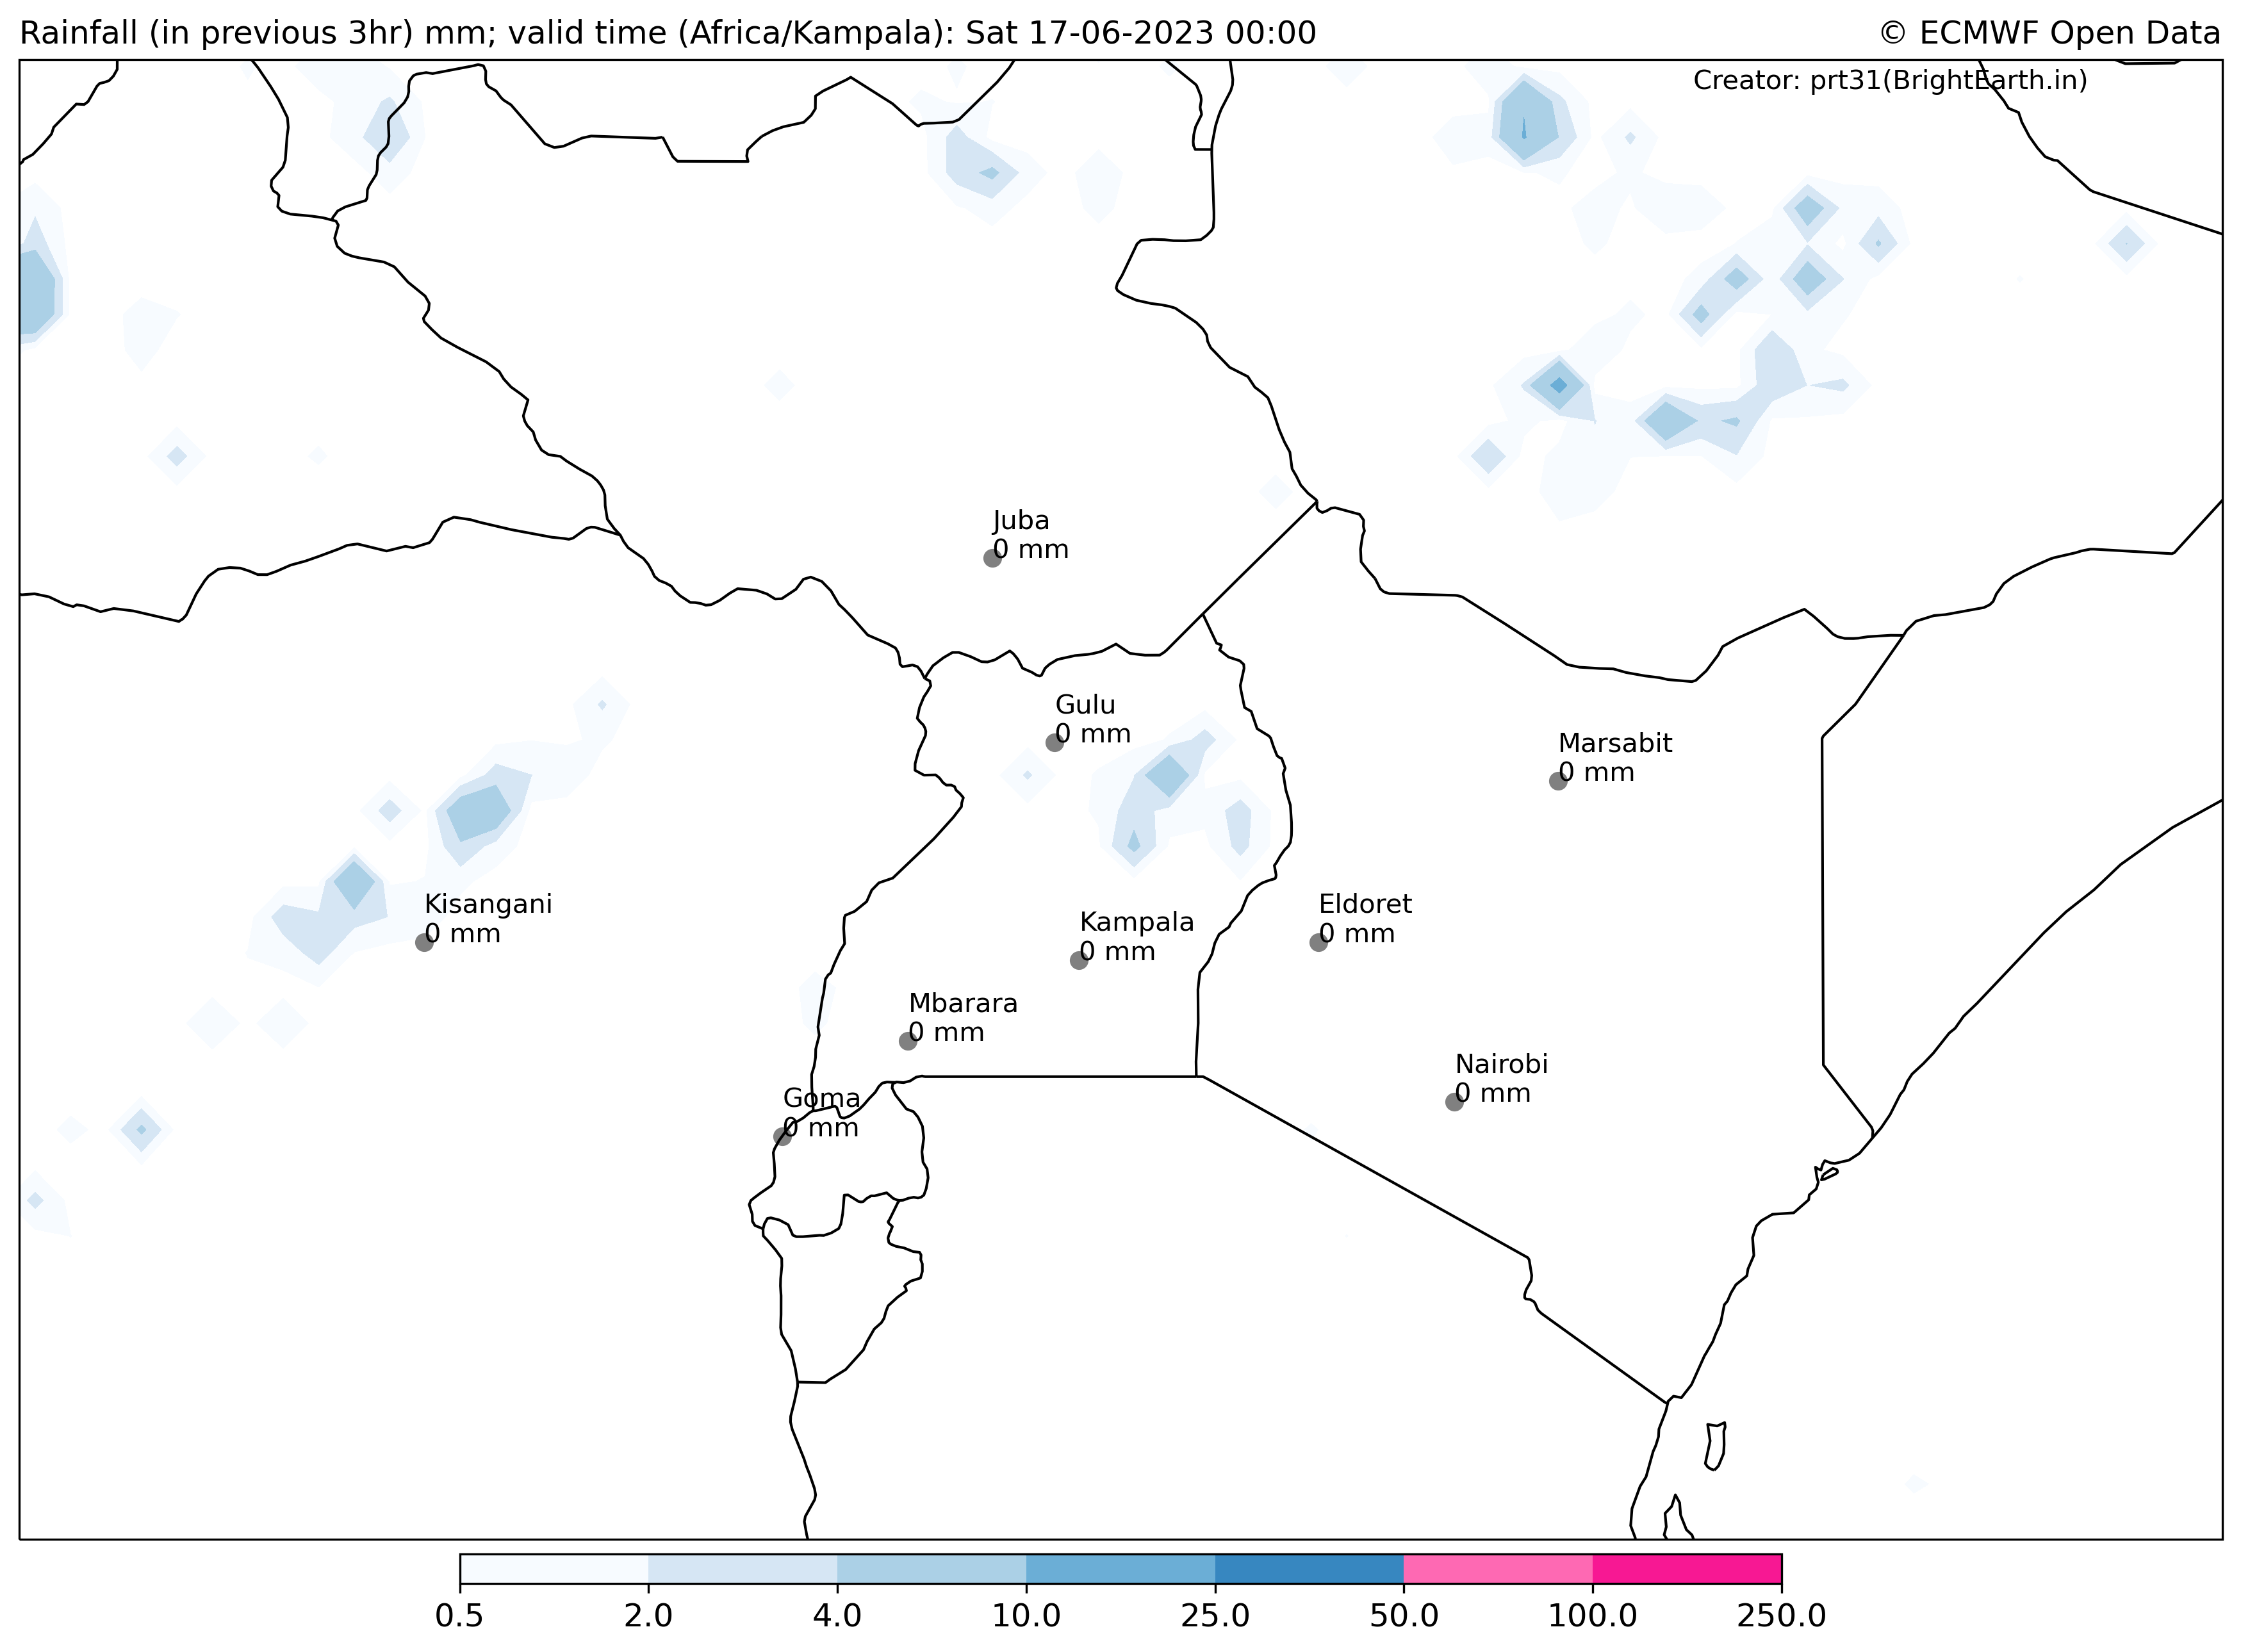 Rainfall (in previous 3hr) mm; valid time (Africa/Kampala): Sat 17-06-2023 00:00
© ECMWF Open Data
Creator: prt31(BrightEarth.in)
Juba
0 mm
Gulu
0 mm
Marsabit
0 mm
Kisangani
0 mm
Kampala
0 mm
Eldoret
0 mm
Mbarara
0 mm
Nairobi
0 mm
Goma
0 mm
0.5 2.0 4.0 10.0 25.0 50.0 100.0 250.0